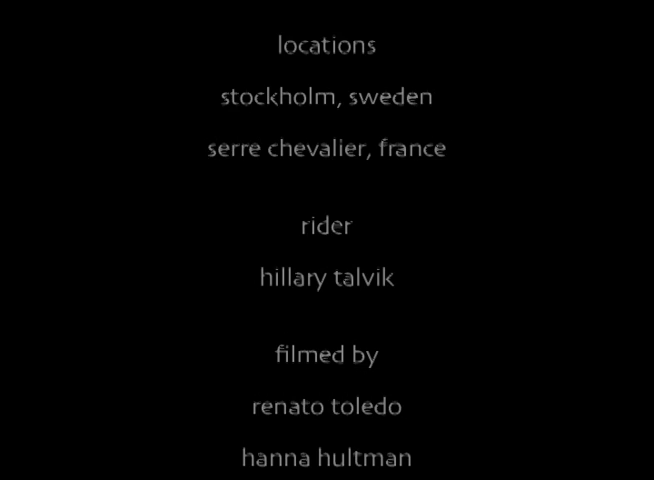 locations
stockholm, sweden
serre chevalier, france
rider
hillary talvik
filmed by
renato toledo
hanna hultman